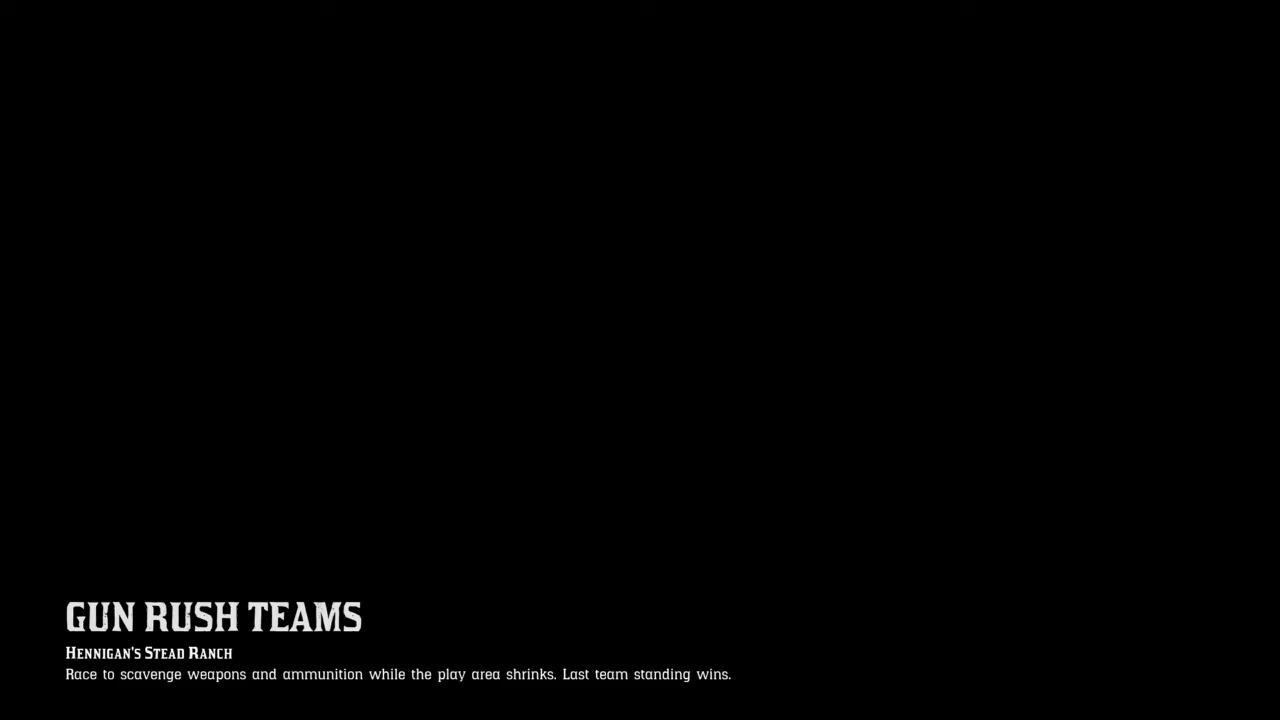 GUN RUSH TEAMS
Hennigan's Stead Ranch
Race to scavenge weapons and ammunition while the play area shrinks. Last team standing wins.